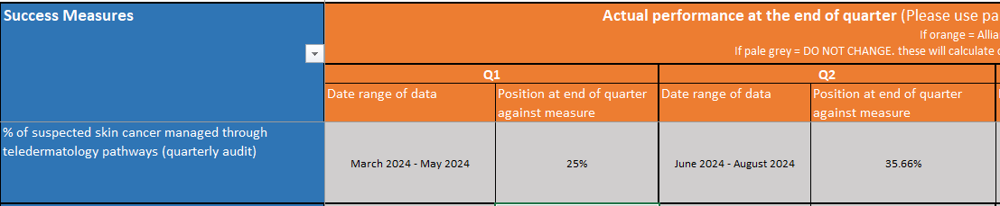 Success Measures
Actual performance at the end of quarter (Please use pa
If orange = Allia
If pale grey = DO NOT CHANGE. these will calculate
Q1
Q2
Date range of data
Position at end of quarter
against measure
Date range of data
Position at end of quarter
against measure
% of suspected skin cancer managed through
teledermatology pathways (quarterly audit)
March 2024 - May 2024
25%
June 2024 - August 2024
35.66%